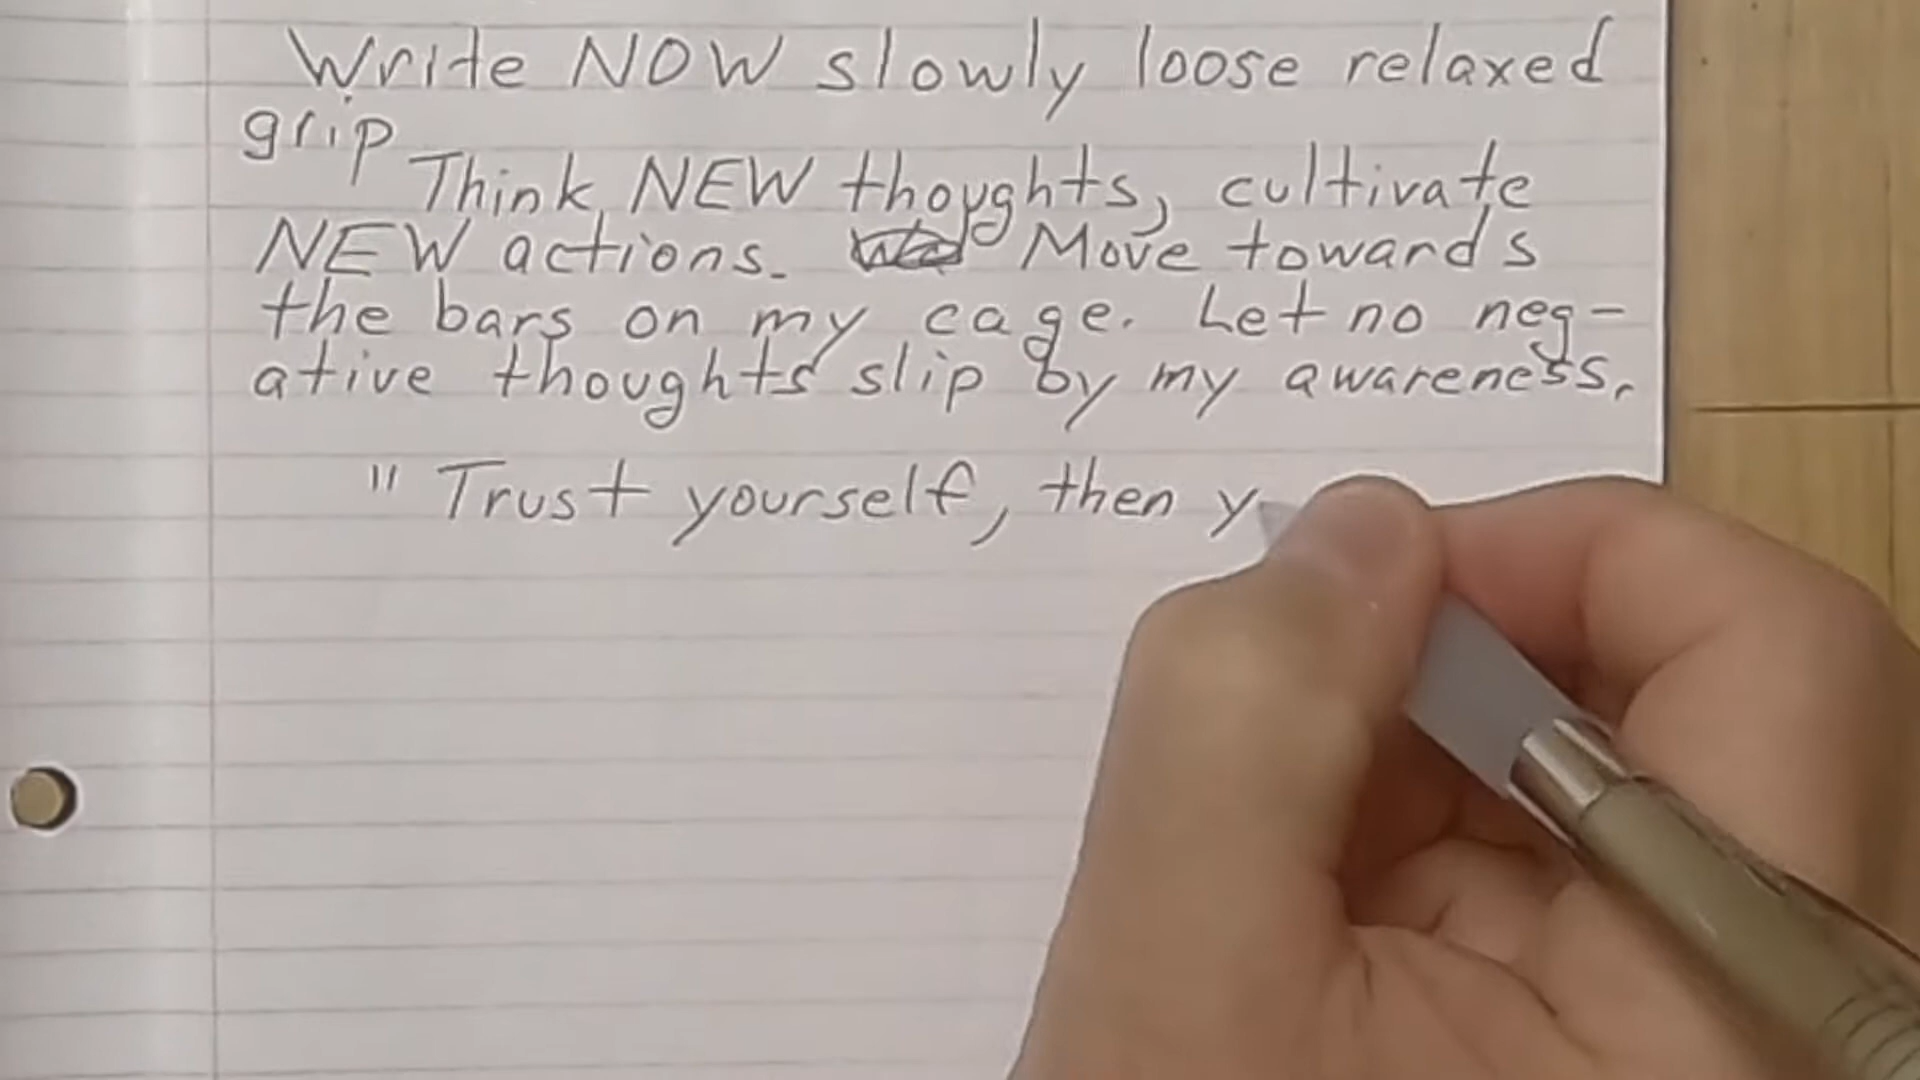 Write NOW slowly loose relaxed
grip
Think NEW thoughts, cultivate
NEW actions. Move towards
the bars on my cage. Let no neg-
ative thoughts slip by my awareness.
" Trust yourself, then y